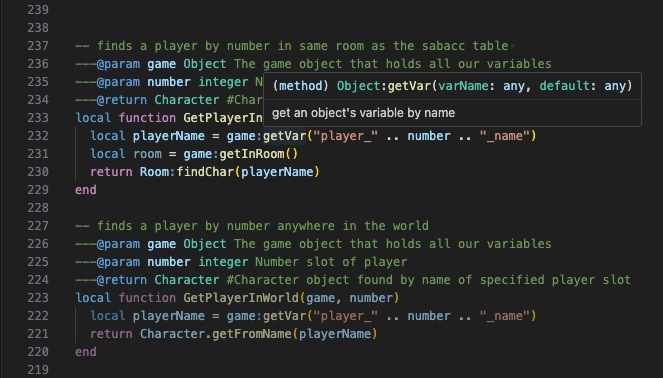 239
238
237 -- finds a player by number in same room as the sabacc table
236 ---@param game Object The game object that holds all our variables
235 ---@param number integer N
(method) Object:getVar(varName: any, default: any)
234 ---@return Character #Char
get an object's variable by name
233 local function GetPlayerIn
232 local playerName = game:getVar("player_" .. number .. "_name")
231 local room = game:getInRoom()
230 return Room:findChar(playerName)
229 end
228
227 -- finds a player by number anywhere in the world
226 ---@param game Object The game object that holds all our variables
225 ---@param number integer Number slot of player
224 ---@return Character #Character object found by name of specified player slot
223 local function GetPlayerInWorld(game, number)
222 local playerName = game:getVar("player_" .. number .. "_name")
221 return Character.getFromName(playerName)
220 end
219